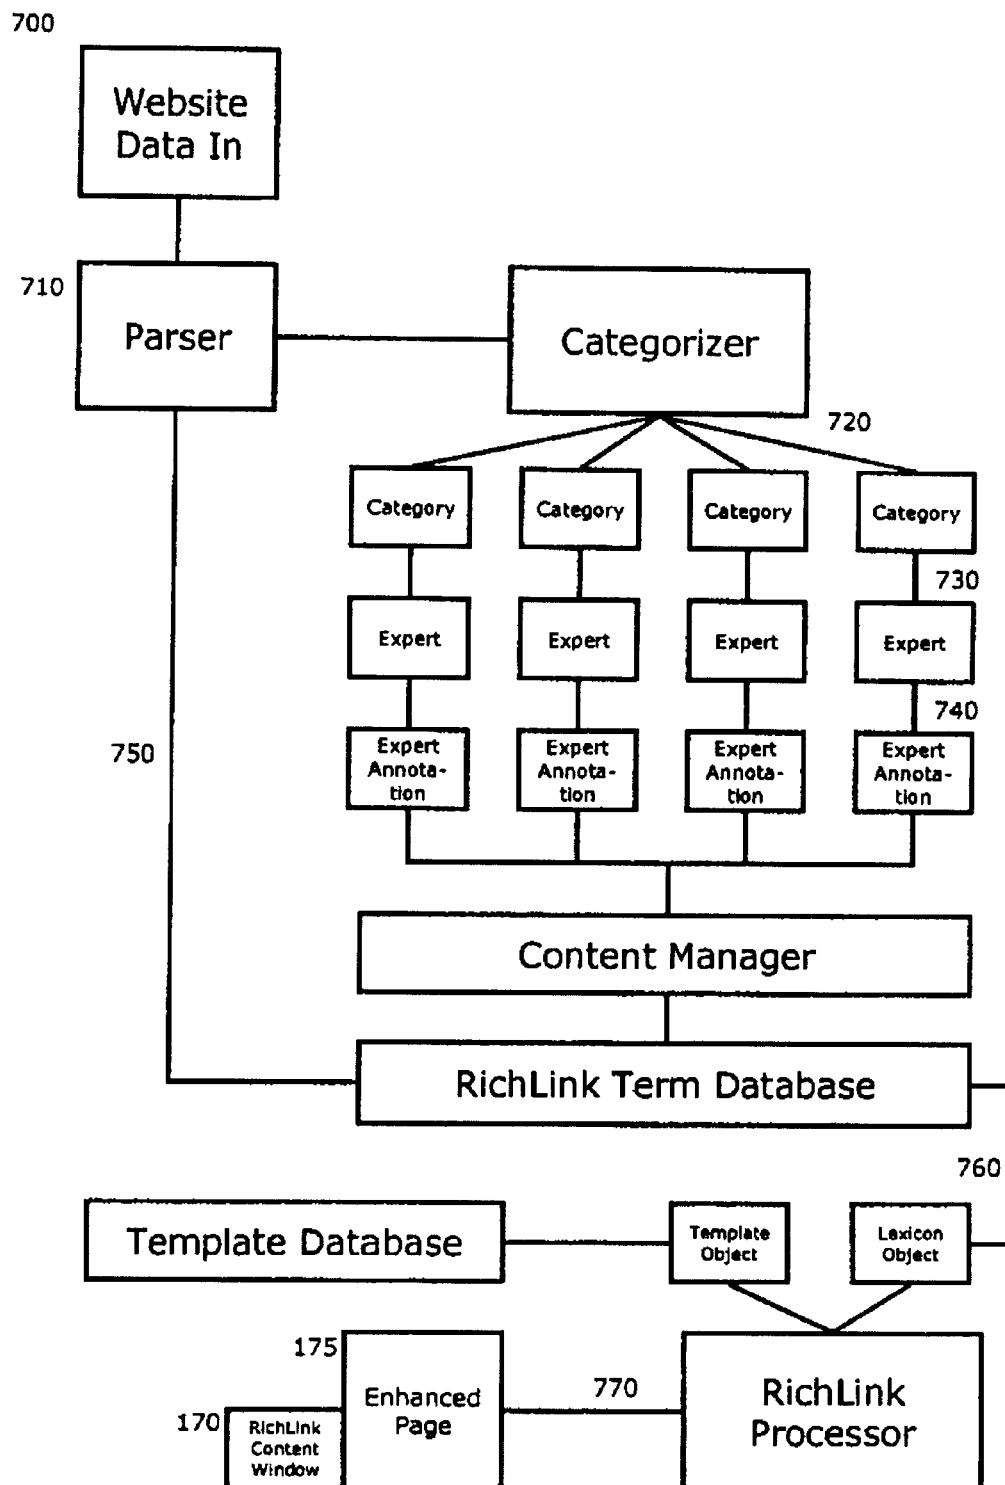 700
Website
Data In
710
Parser
Categorizer
720
Category
Category
Category
Category
730
Expert
Expert
Expert
Expert
740
750
Expert
Annota-
tion
Expert
Annota-
tion
Expert
Annota-
tion
Expert
Annota-
tion
Content Manager
RichLink Term Database
760
Template Database
Template
Object
Lexicon
Object
175
Enhanced
Page
770
RichLink
Processor
170
RichLink
Content
Window